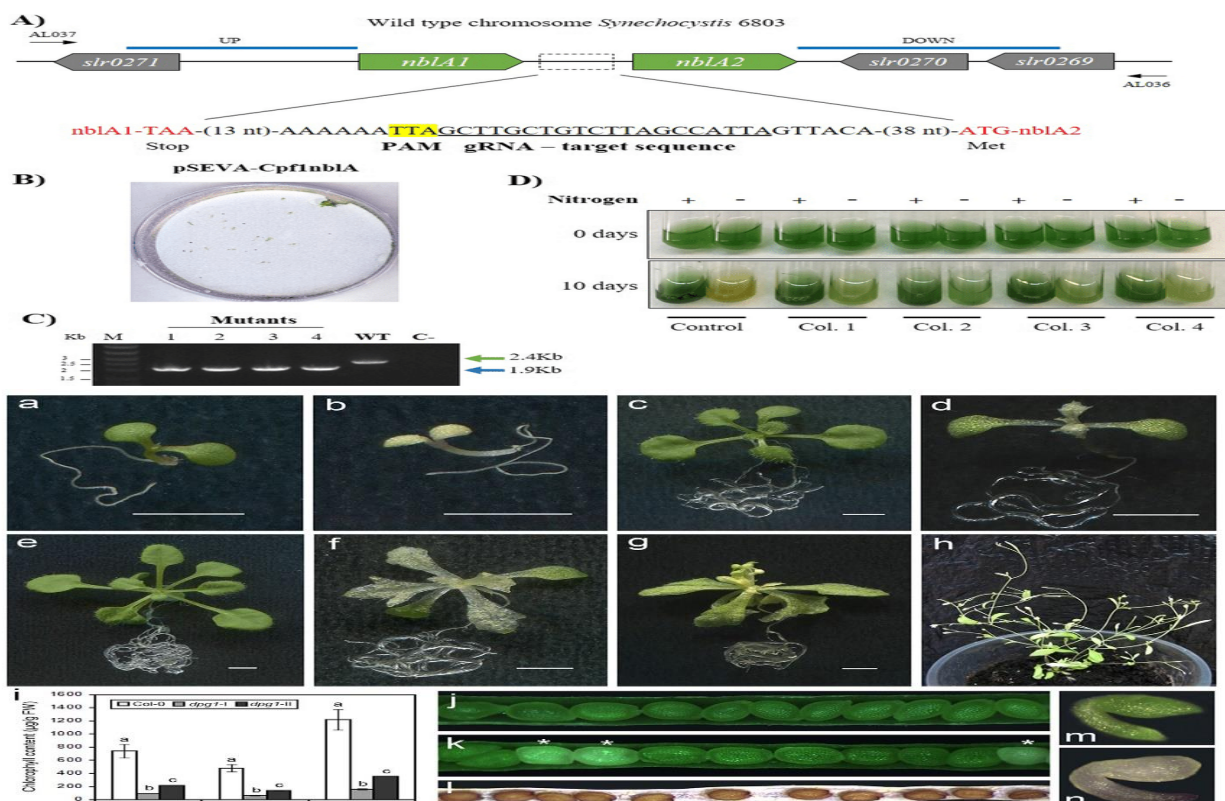 A)
Wild type chromosome Synechocystis 6803
AL037
UP
DOWN
slr0271
nblA1
nblA2
slr0270
slr0269
AL036
nblA1-TAA-(13 nt)-AAAAAATTAGCTTGCTGTCTTAGCCATTAGTTACA-(38 nt)-ATG-nblA2
Stop
PAM
gRNA – target sequence
Met
B)
pSEVA-Cpf1nblA
D)
Nitrogen
+ - + - + - + - + -
0 days
10 days
Control
Col. 1
Col. 2
Col. 3
Col. 4
C)
Mutants
Kb M 1 2 3 4 WT C-
3
2.5
2
1.5
2.4Kb
1.9Kb
a
b
c
d
e
f
g
h
i
Chlorophyll content (µg/g FW)
1600
1400
1200
1000
800
600
400
200
0
Col-0 dpg1-I dpg1-II
a
b
c
a
b
c
a
b
c
j
k
* * *
l
m
n